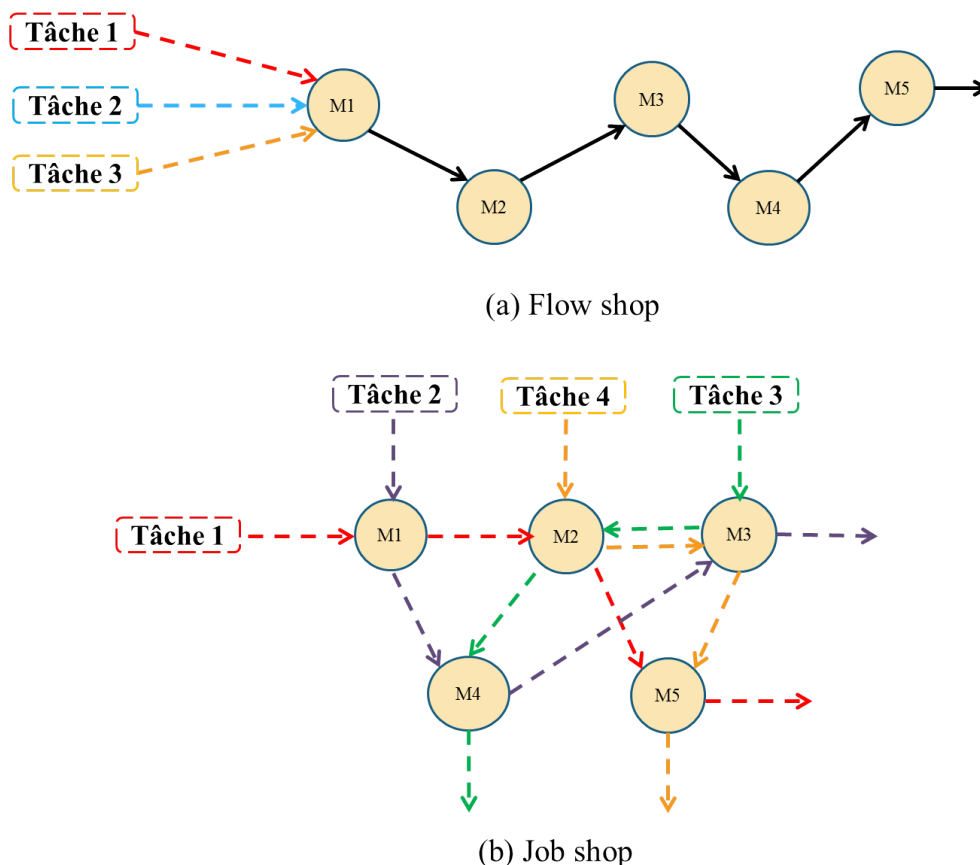 Tâche 1
Tâche 2
Tâche 3
M1
M2
M3
M4
M5
(a) Flow shop
Tâche 2
Tâche 4
Tâche 3
Tâche 1
M1
M2
M3
M4
M5
(b) Job shop